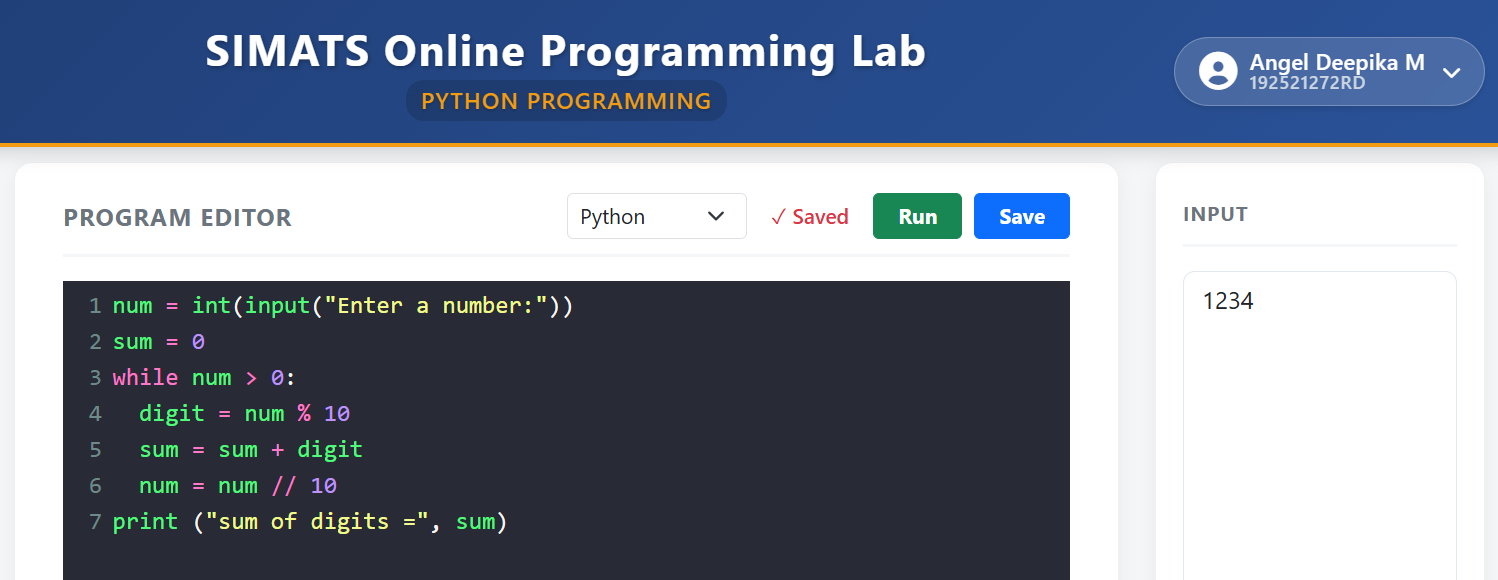 SIMATS Online Programming Lab
PYTHON PROGRAMMING
Angel Deepika M
192521272RD
PROGRAM EDITOR
Python
✓ Saved
Run
Save
1 num = int(input("Enter a number:"))
2 sum = 0
3 while num > 0:
4   digit = num % 10
5   sum = sum + digit
6   num = num // 10
7 print ("sum of digits =", sum)
INPUT
1234